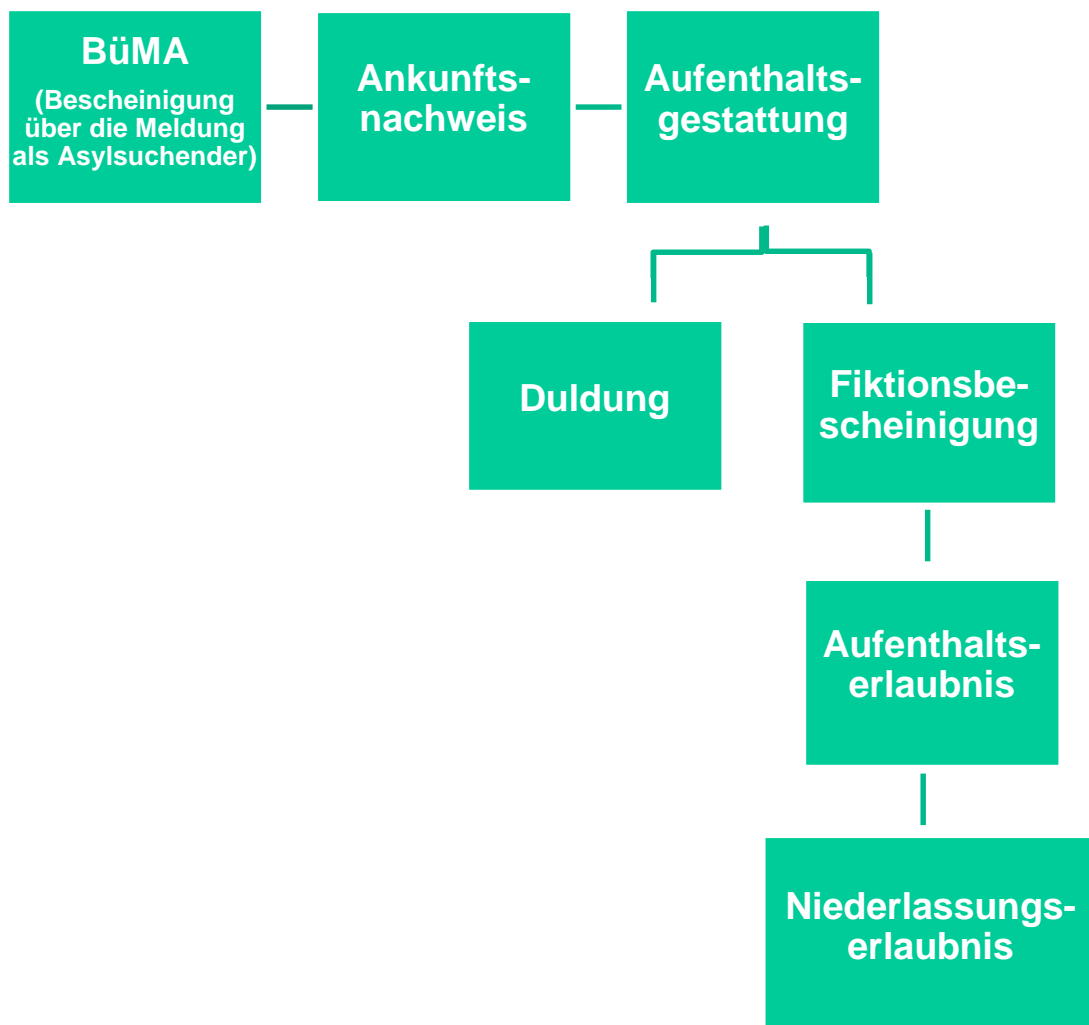 BüMA
(Bescheinigung
über die Meldung
als Asylsuchender)
Ankunfts-
nachweis
Aufenthalts-
gestattung
Duldung
Fiktionsbe-
scheinigung
Aufenthalts-
erlaubnis
Niederlassungs-
erlaubnis